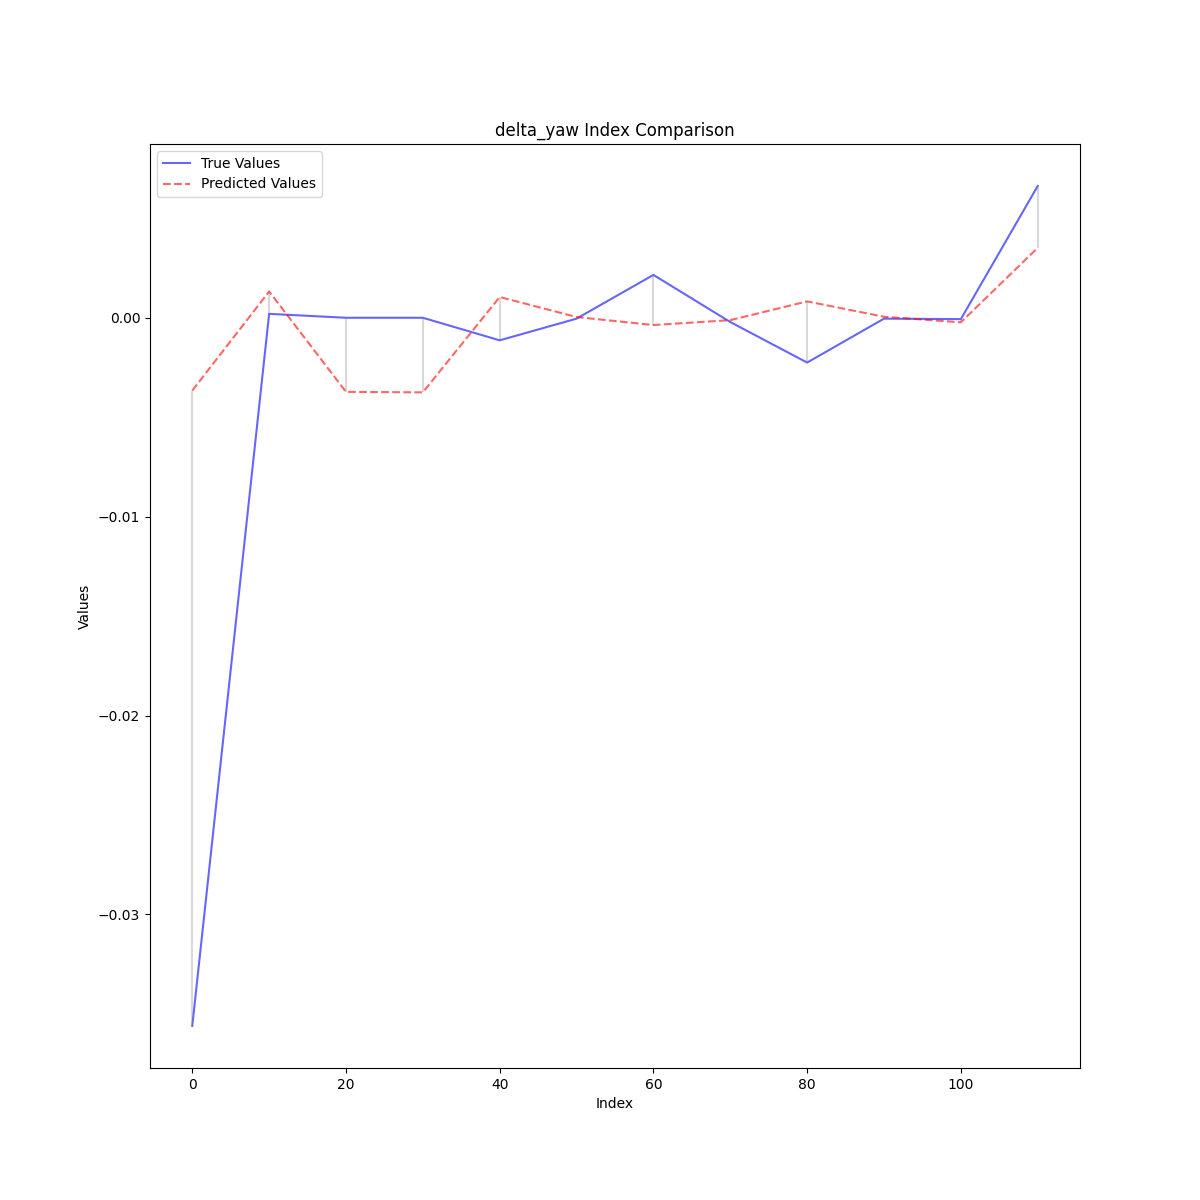 delta_yaw Index Comparison
True Values
Predicted Values
0.00
−0.01
−0.02
−0.03
Values
0 20 40 60 80 100
Index